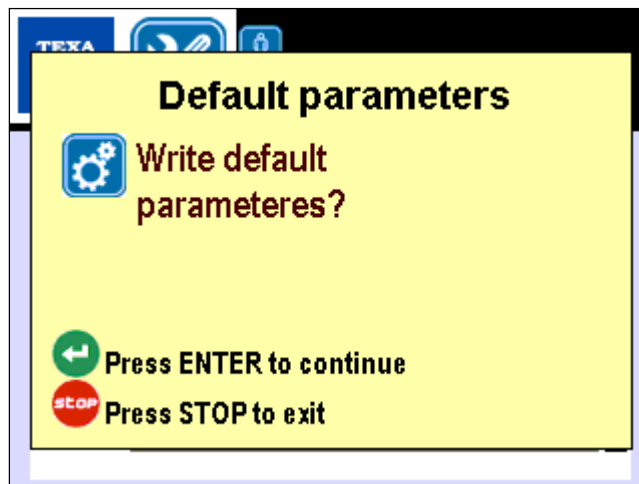 TEXA
Default parameters
Write default
parameteres?
Press ENTER to continue
stop Press STOP to exit